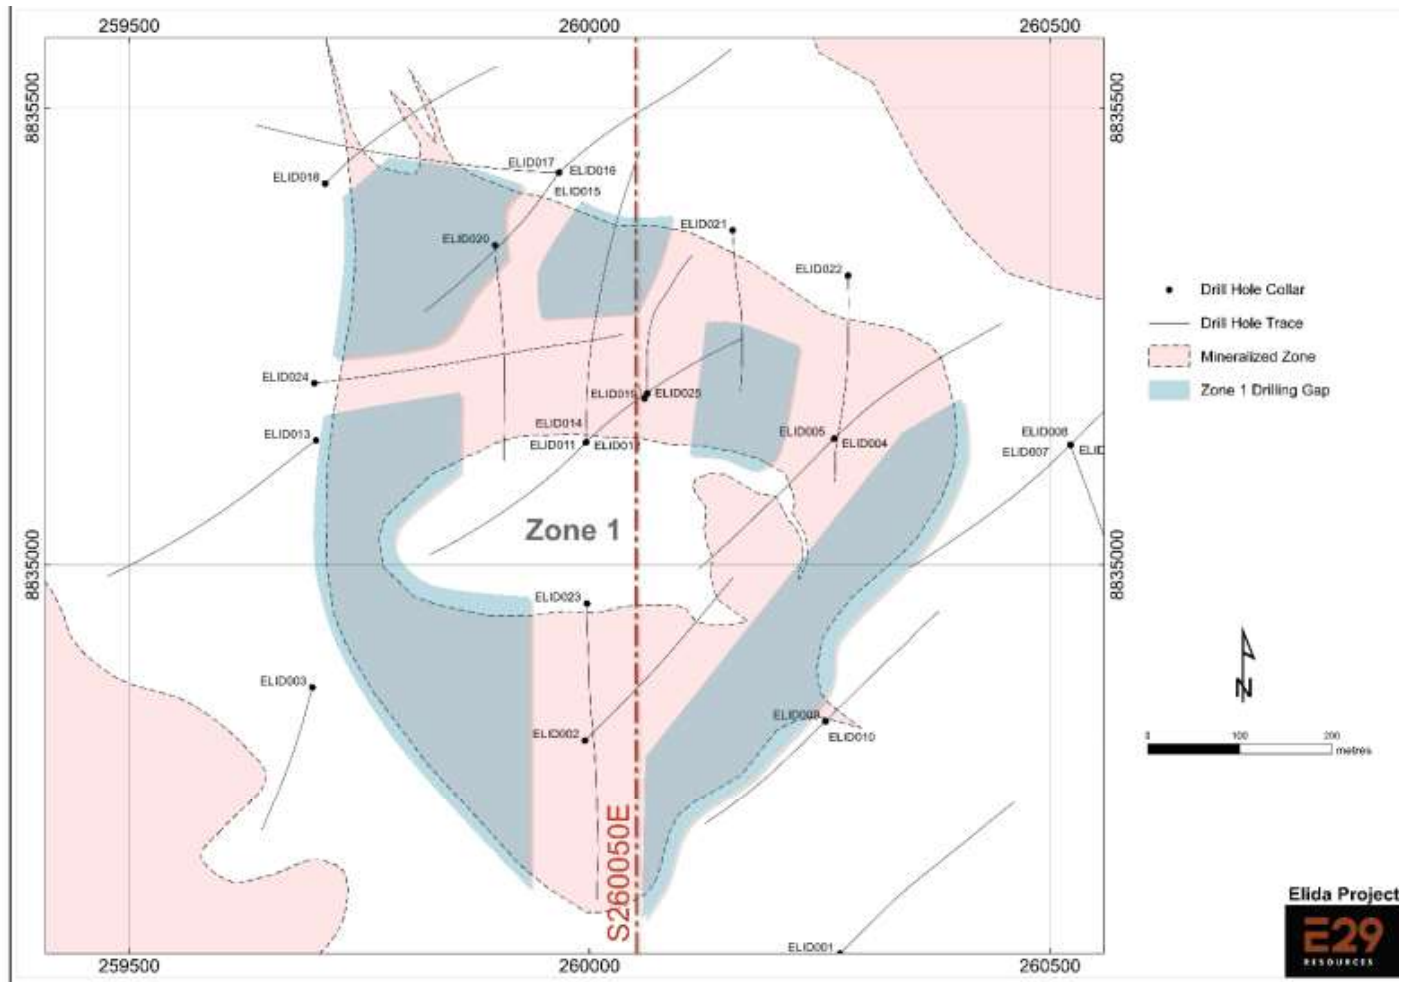 259500 260000 260500
8835500 8835500
ELID017
ELID016
ELID018
ELID015
ELID021
ELID020
ELID022
Drill Hole Collar
Drill Hole Trace
Mineralized Zone
Zone 1 Drilling Gap
ELID024
ELID025
ELID014
ELID013
ELID011
ELID005
ELID004
ELID006
ELID007
Zone 1
8835000 8835000
ELID023
ELID003
N
ELID002
ELID009
ELID010
0 100 200
metres
S260050E
ELID001
259500 260000 260500
Elida Project
E29
RESOURCES